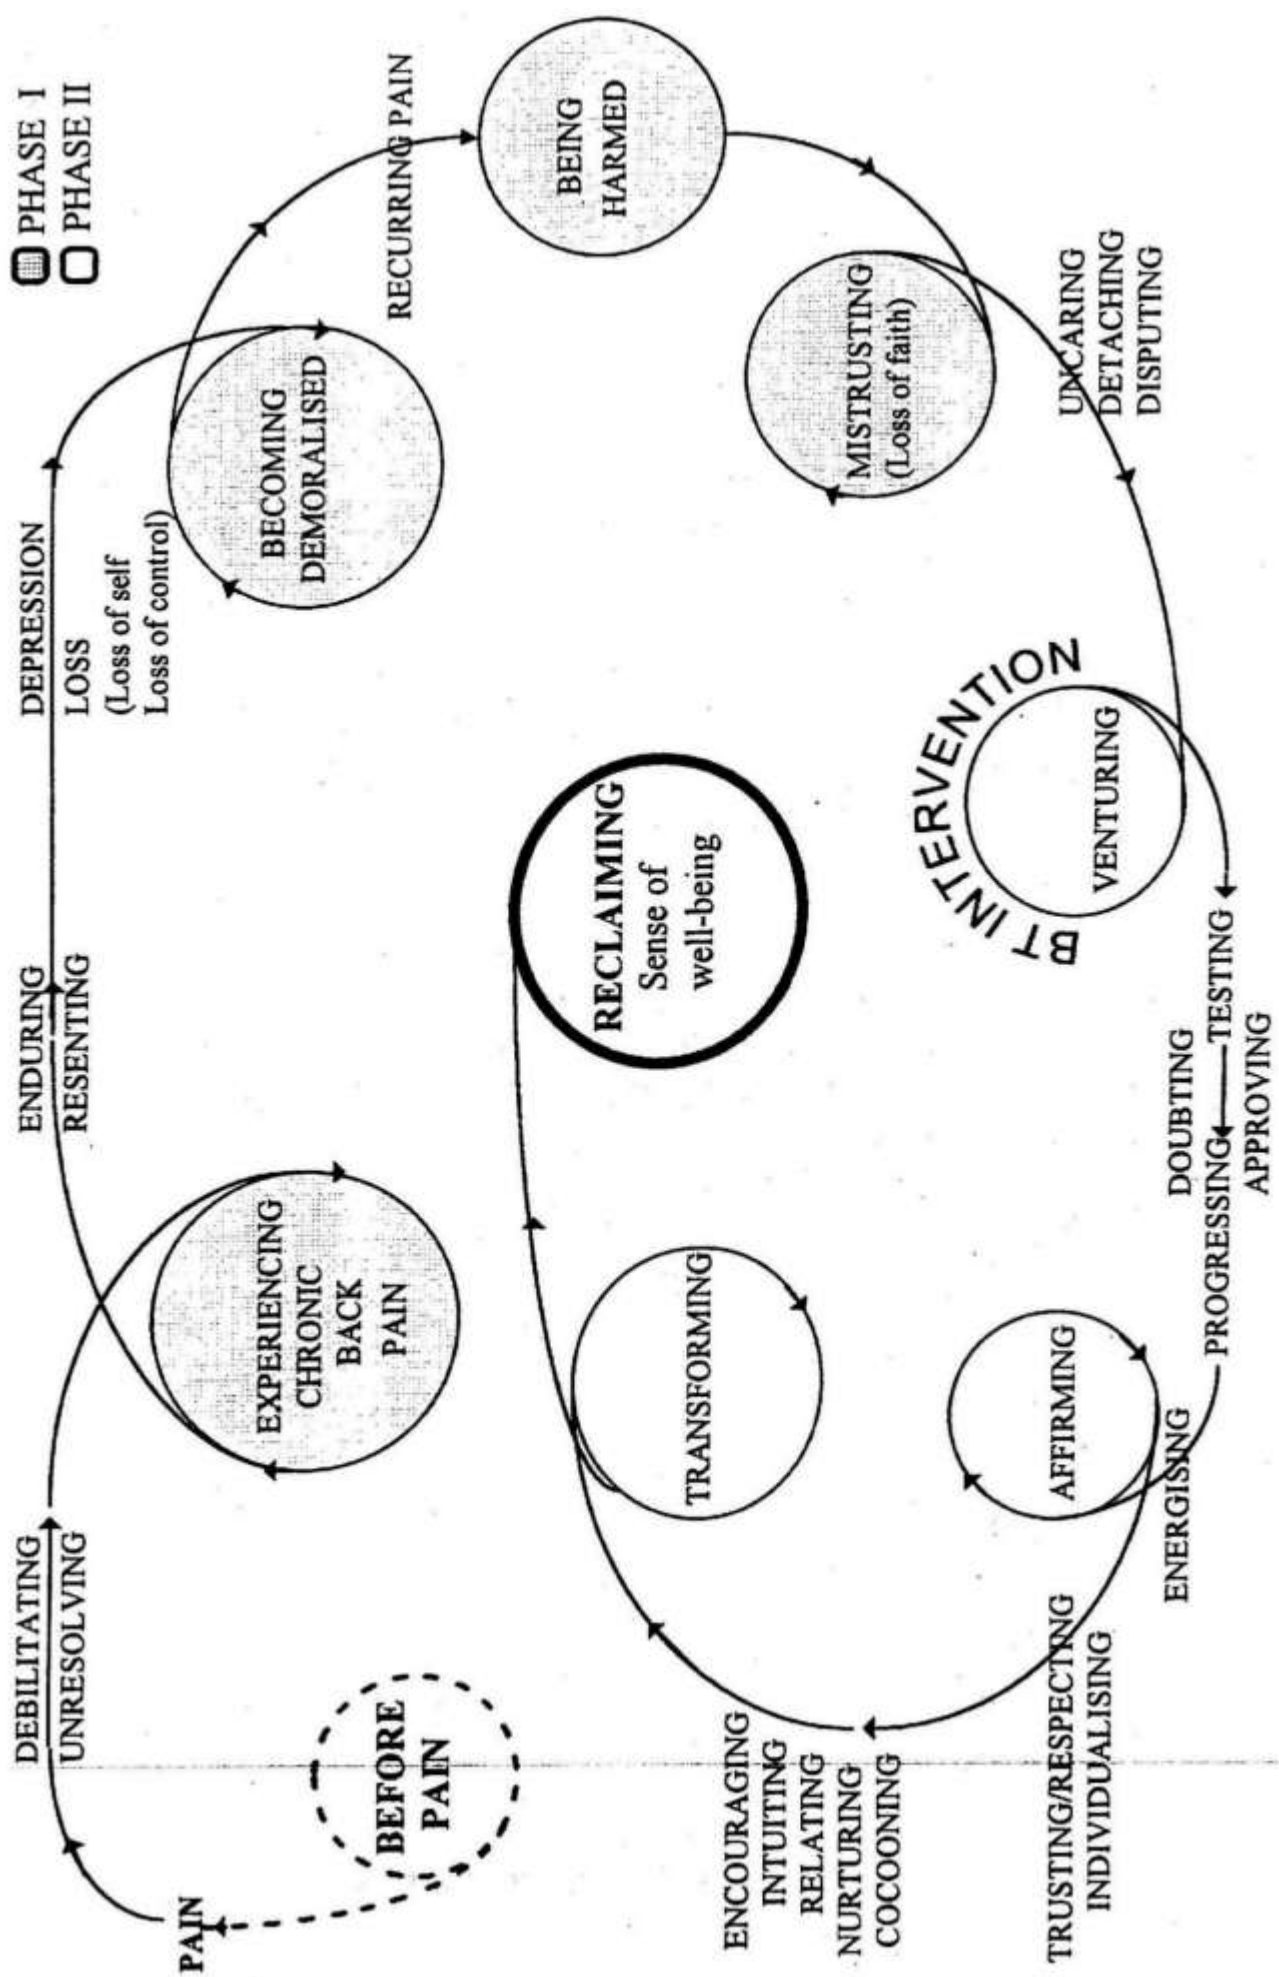 PHASE I
PHASE II
BEFORE
PAIN
PAIN
DEBILITATING
UNRESOLVING
EXPERIENCING
CHRONIC
BACK
PAIN
ENDURING
RESENTING
DEPRESSION
LOSS
(Loss of self
Loss of control)
BECOMING
DEMORALISED
RECURRING PAIN
BEING
HARMED
MISTRUSTING
(Loss of faith)
UNCARING
DETACHING
DISPUTING
BT INTERVENTION
VENTURING
TESTING
DOUBTING
APPROVING
PROGRESSING
ENERGISING
AFFIRMING
TRUSTING/RESPECTING
INDIVIDUALISING
ENCOURAGING
INTUITING
RELATING
NURTURING
COCOONING
TRANSFORMING
RECLAIMING
Sense of
well-being